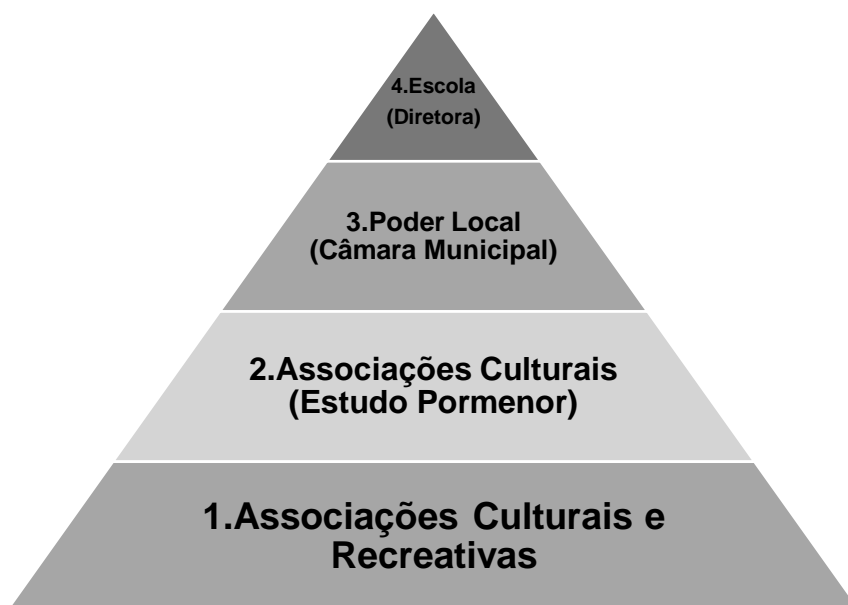 4.Escola
(Diretora)
3.Poder Local
(Câmara Municipal)
2.Associações Culturais
(Estudo Pormenor)
1.Associações Culturais e
Recreativas